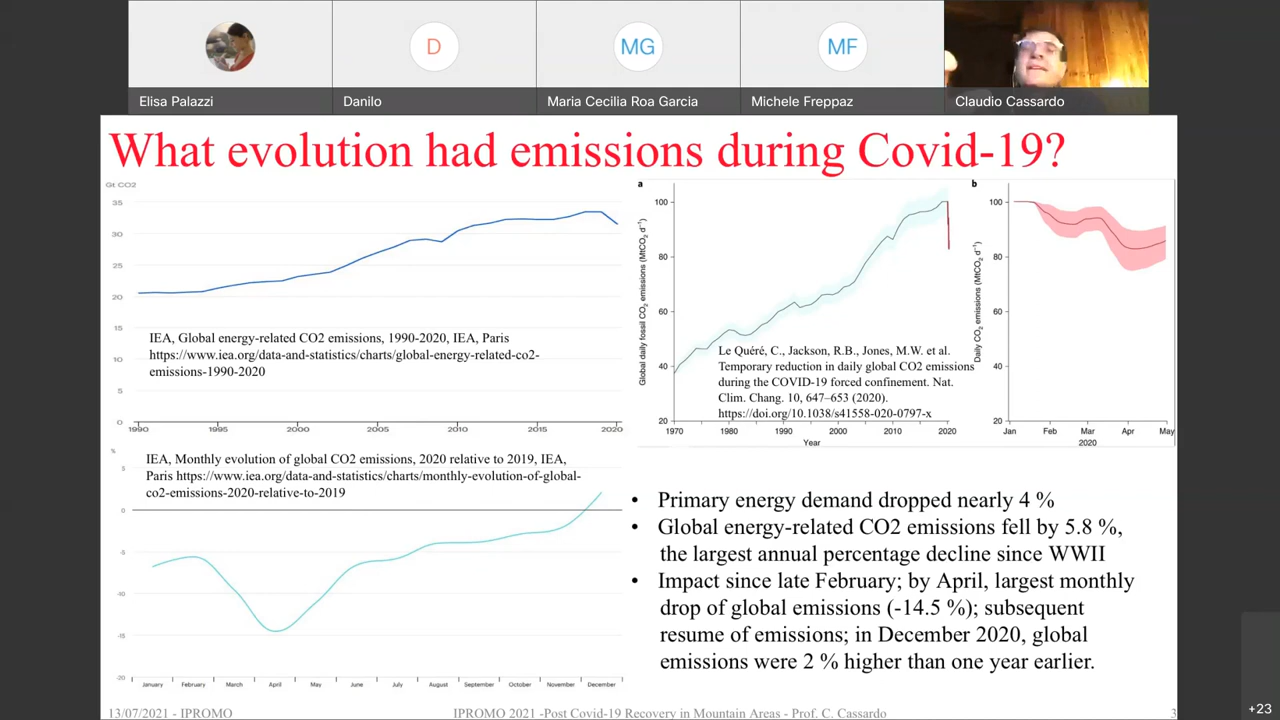 D
MG
MF
Elisa Palazzi
Danilo
Maria Cecilia Roa Garcia
Michele Freppaz
Claudio Cassardo
What evolution had emissions during Covid-19?
Gt CO2
35
30
25
20
15
10
5
0
1990 1995 2000 2005 2010 2015 2020
IEA, Global energy-related CO2 emissions, 1990-2020, IEA, Paris
https://www.iea.org/data-and-statistics/charts/global-energy-related-co2-
emissions-1990-2020
a
Global daily fossil CO2 emissions (MtCO2 d-1)
100
80
60
40
20
1970 1980 1990 2000 2010 2020
Year
Le Quéré, C., Jackson, R.B., Jones, M.W. et al.
Temporary reduction in daily global CO2 emissions
during the COVID-19 forced confinement. Nat.
Clim. Chang. 10, 647–653 (2020).
https://doi.org/10.1038/s41558-020-0797-x
b
Daily CO2 emissions (MtCO2 d-1)
100
80
60
40
20
Jan Feb Mar Apr May
2020
IEA, Monthly evolution of global CO2 emissions, 2020 relative to 2019, IEA,
Paris https://www.iea.org/data-and-statistics/charts/monthly-evolution-of-global-
co2-emissions-2020-relative-to-2019
%
5
0
-5
-10
-15
-20
January February March April May June July August September October November December
• Primary energy demand dropped nearly 4 %
• Global energy-related CO2 emissions fell by 5.8 %,
the largest annual percentage decline since WWII
• Impact since late February; by April, largest monthly
drop of global emissions (-14.5 %); subsequent
resume of emissions; in December 2020, global
emissions were 2 % higher than one year earlier.
13/07/2021 - IPROMO
IPROMO 2021 -Post Covid-19 Recovery in Mountain Areas - Prof. C. Cassardo
3
+23